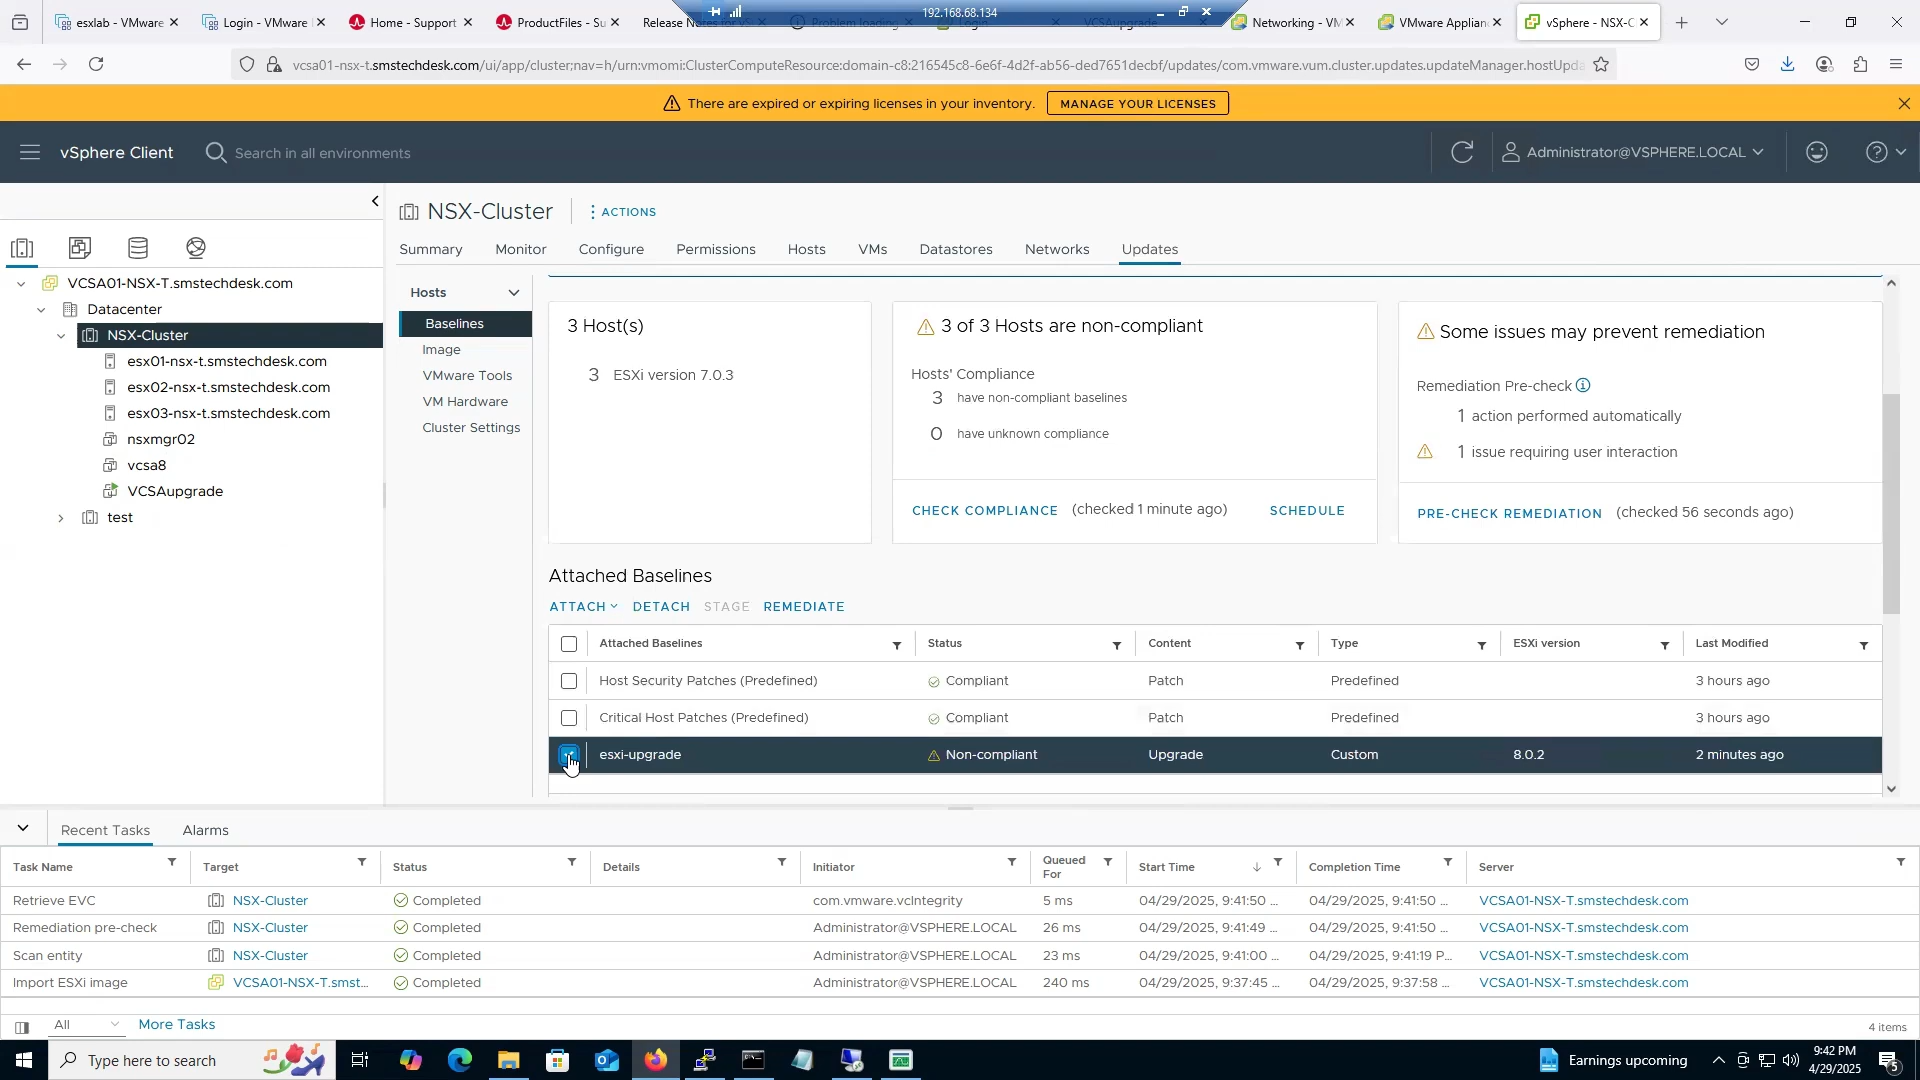 esxlab - VMware
Login - VMware
Home - Support
ProductFiles - Su
Release No
192.168.68.134
Networking - VM
VMware Applian
vSphere - NSX-C
vcsa01-nsx-t.smstechdesk.com/ui/app/cluster;nav=h/urn:vmomi:ClusterComputeResource:domain-c8:216545c8-6e6f-4d2f-ab56-ded7651decbf/updates/com.vmware.vum.cluster.updates.updateManager.hostUpda
There are expired or expiring licenses in your inventory. MANAGE YOUR LICENSES
vSphere Client
Search in all environments
Administrator@VSPHERE.LOCAL
VCSA01-NSX-T.smstechdesk.com
Datacenter
NSX-Cluster
esx01-nsx-t.smstechdesk.com
esx02-nsx-t.smstechdesk.com
esx03-nsx-t.smstechdesk.com
nsxmgr02
vcsa8
VCSAupgrade
test
NSX-Cluster
ACTIONS
Summary Monitor Configure Permissions Hosts VMs Datastores Networks Updates
Hosts
Baselines
Image
VMware Tools
VM Hardware
Cluster Settings
3 Host(s)
3 ESXi version 7.0.3
3 of 3 Hosts are non-compliant
Hosts' Compliance
3 have non-compliant baselines
0 have unknown compliance
CHECK COMPLIANCE (checked 1 minute ago) SCHEDULE
Some issues may prevent remediation
Remediation Pre-check
1 action performed automatically
1 issue requiring user interaction
PRE-CHECK REMEDIATION (checked 56 seconds ago)
Attached Baselines
ATTACH DETACH STAGE REMEDIATE
Attached Baselines Status Content Type ESXi version Last Modified
Host Security Patches (Predefined) Compliant Patch Predefined 3 hours ago
Critical Host Patches (Predefined) Compliant Patch Predefined 3 hours ago
esxi-upgrade Non-compliant Upgrade Custom 8.0.2 2 minutes ago
Recent Tasks Alarms
Task Name Target Status Details Initiator Queued For Start Time Completion Time Server
Retrieve EVC NSX-Cluster Completed com.vmware.vcIntegrity 5 ms 04/29/2025, 9:41:50 ... 04/29/2025, 9:41:50 ... VCSA01-NSX-T.smstechdesk.com
Remediation pre-check NSX-Cluster Completed Administrator@VSPHERE.LOCAL 26 ms 04/29/2025, 9:41:49 ... 04/29/2025, 9:41:50 ... VCSA01-NSX-T.smstechdesk.com
Scan entity NSX-Cluster Completed Administrator@VSPHERE.LOCAL 23 ms 04/29/2025, 9:41:00 ... 04/29/2025, 9:41:19 P... VCSA01-NSX-T.smstechdesk.com
Import ESXi image VCSA01-NSX-T.smst... Completed Administrator@VSPHERE.LOCAL 240 ms 04/29/2025, 9:37:45 ... 04/29/2025, 9:37:58 ... VCSA01-NSX-T.smstechdesk.com
All More Tasks
4 items
Type here to search
Earnings upcoming
9:42 PM
4/29/2025
5